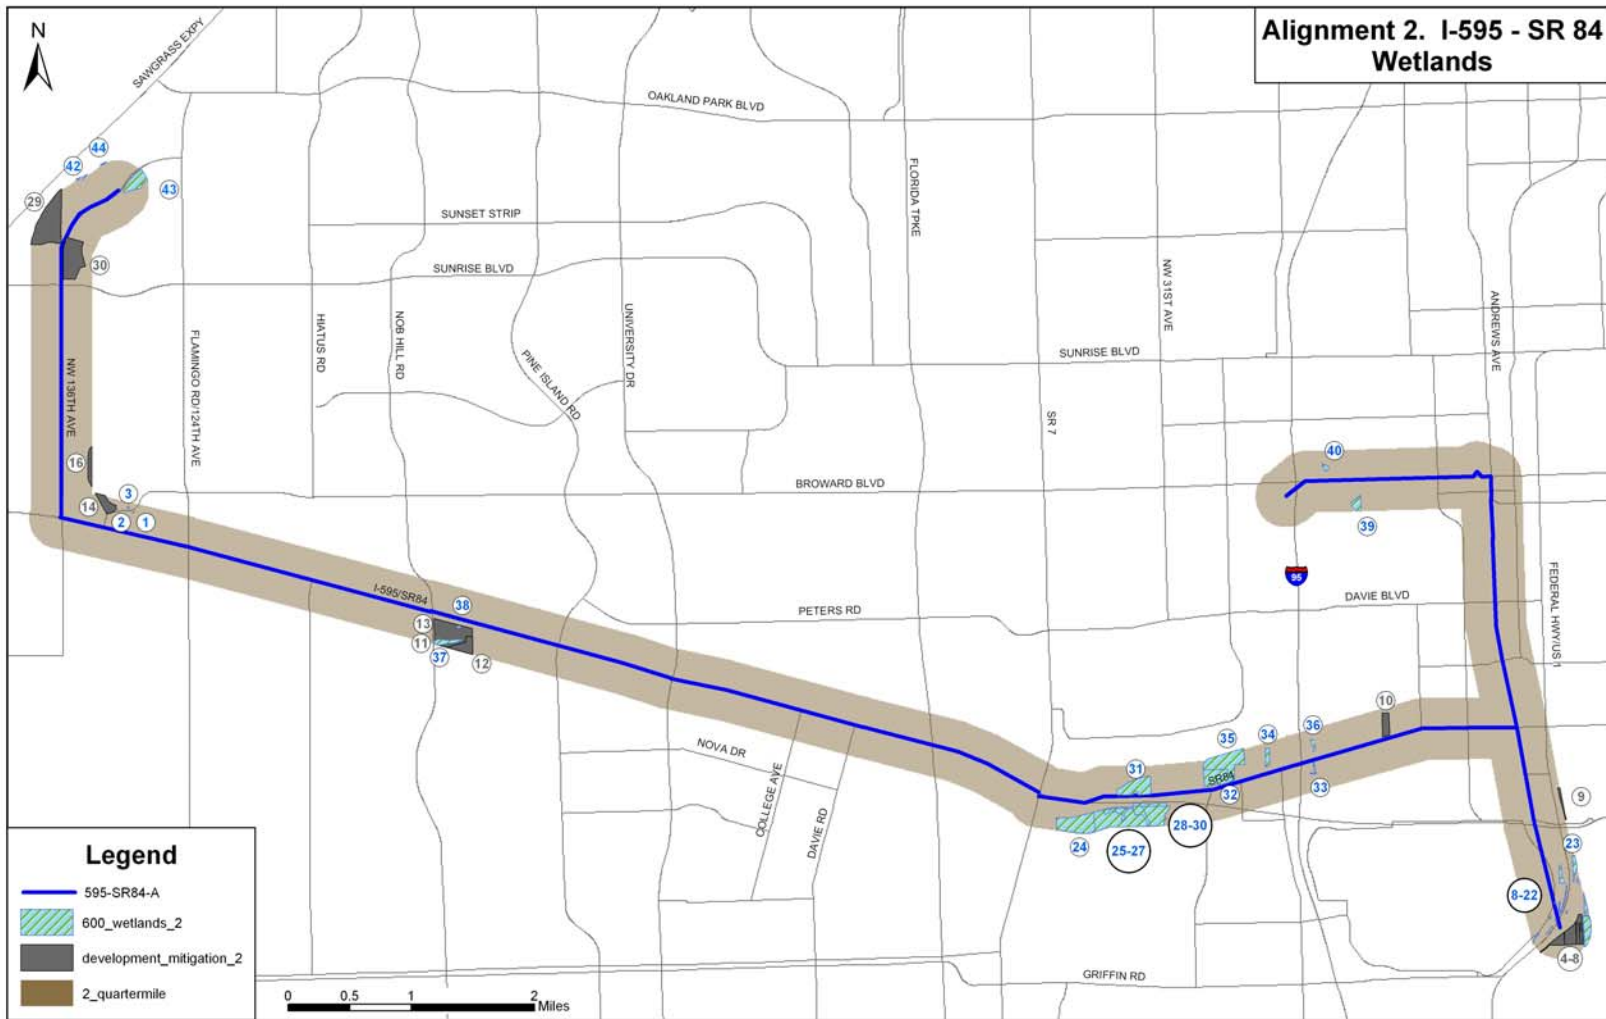 Alignment 2. I-595 - SR 84
Wetlands
N
SAWGRASS EXPY
OAKLAND PARK BLVD
44
42
43
29
FLORIDA TPKE
SUNSET STRIP
30
SUNRISE BLVD
NW 31ST AVE
ANDREWS AVE
HIATUS RD
NOB HILL RD
UNIVERSITY DR
FLAMINGO RD/124TH AVE
NW 136TH AVE
PINE ISLAND RD
SUNRISE BLVD
SR 7
16
40
BROWARD BLVD
3
14
2
1
39
95
FEDERAL HWY/US 1
I-595/SR84
38
PETERS RD
DAVIE BLVD
13
11
37
12
10
36
34
35
NOVA DR
31
SR84
32
33
COLLEGE AVE
DAVIE RD
9
28-30
24
25-27
23
8-22
4-8
GRIFFIN RD
Legend
595-SR84-A
600_wetlands_2
development_mitigation_2
2_quartermile
0 0.5 1 2
Miles